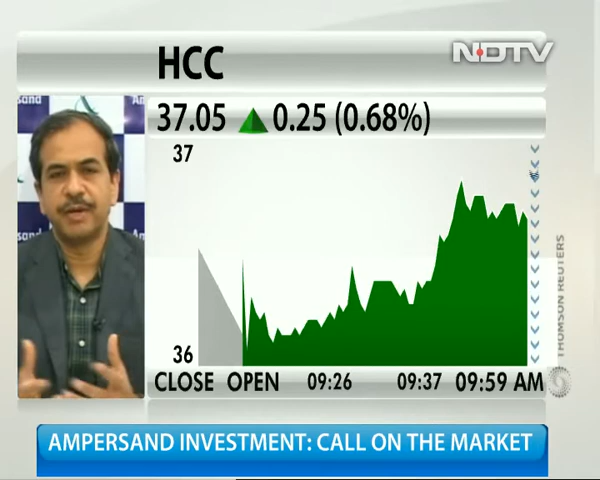 HCC
NDTV
37.05 0.25 (0.68%)
37
36
CLOSE OPEN 09:26 09:37 09:59 AM
THOMSON REUTERS
AMPERSAND INVESTMENT: CALL ON THE MARKET